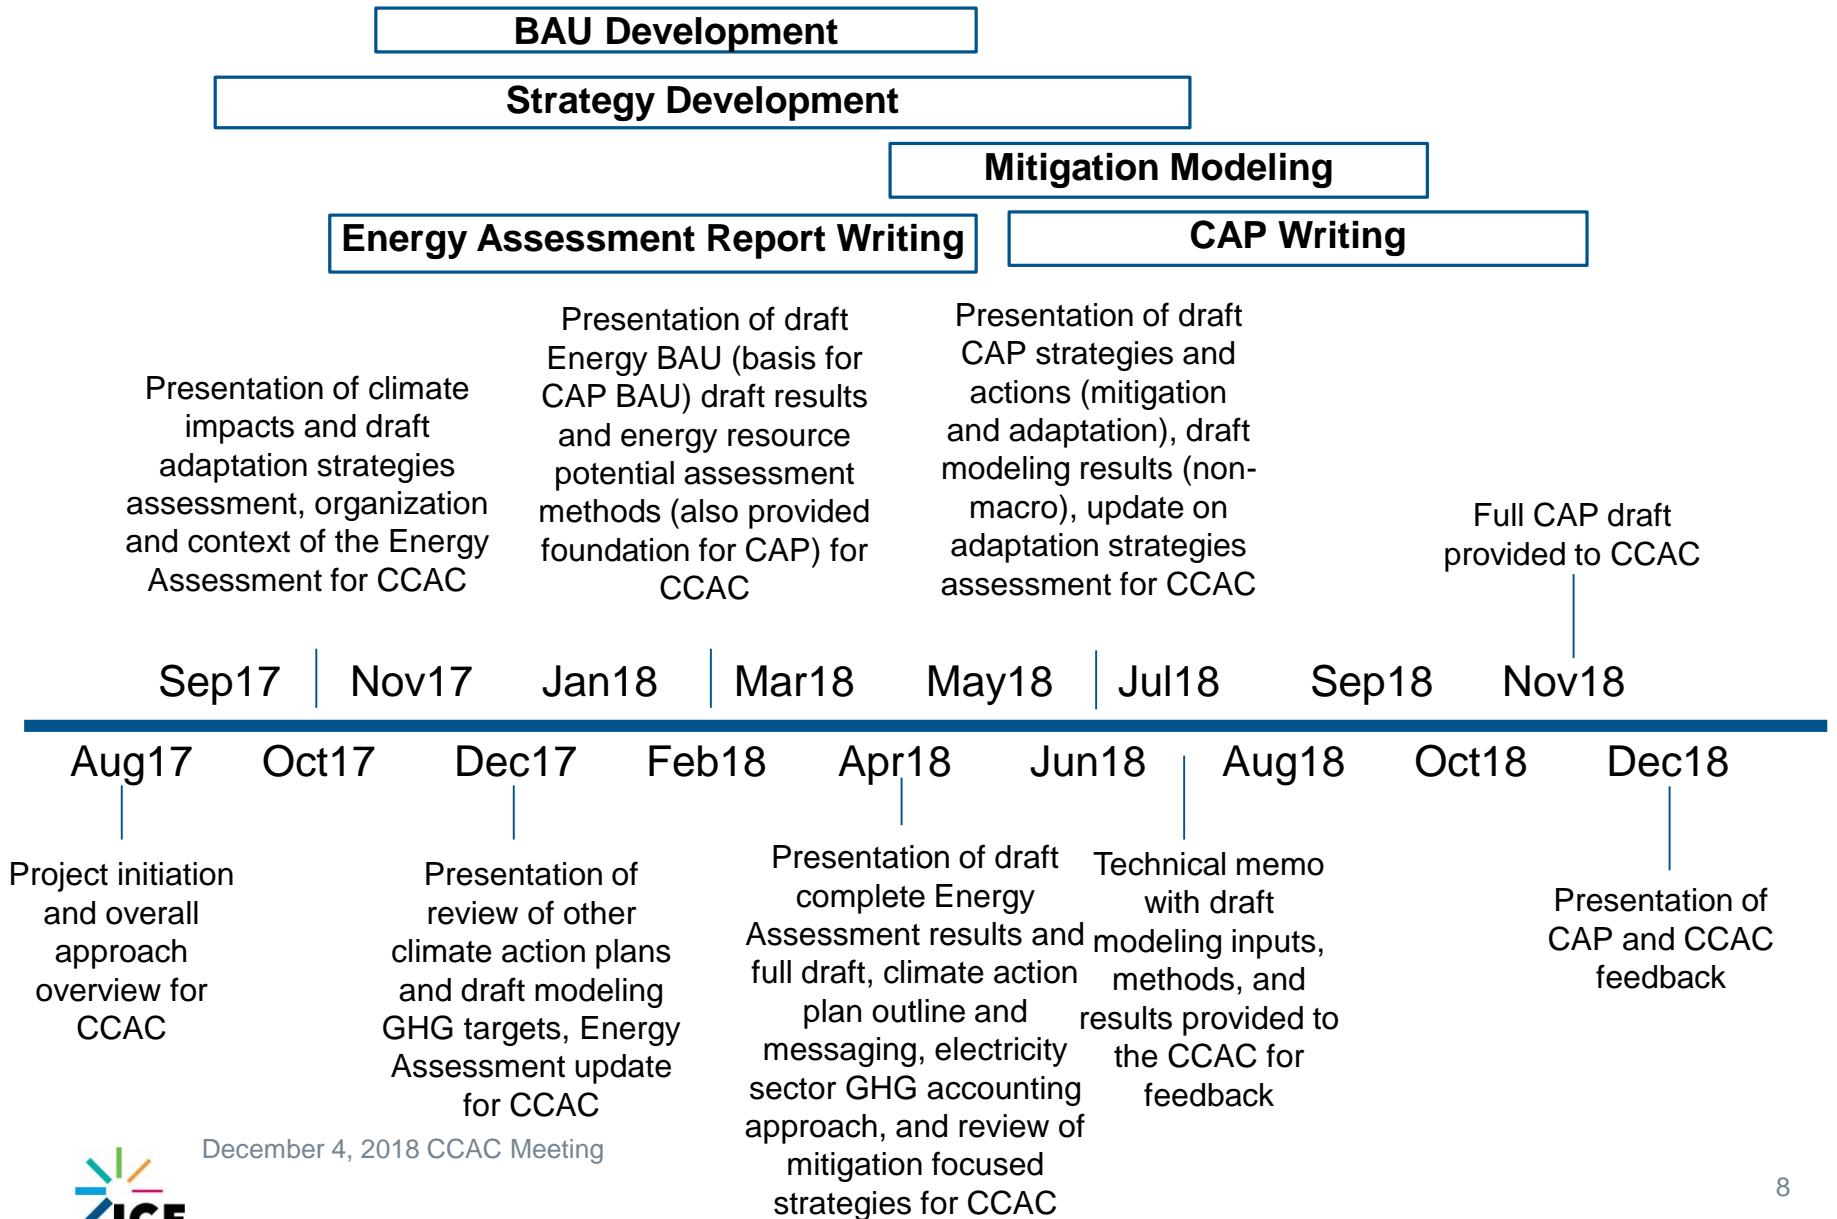 BAU Development
Strategy Development
Mitigation Modeling
Energy Assessment Report Writing
CAP Writing
Presentation of climate
impacts and draft
adaptation strategies
assessment, organization
and context of the Energy
Assessment for CCAC
Presentation of draft
Energy BAU (basis for
CAP BAU) draft results
and energy resource
potential assessment
methods (also provided
foundation for CAP) for
CCAC
Presentation of draft
CAP strategies and
actions (mitigation
and adaptation), draft
modeling results (non-
macro), update on
adaptation strategies
assessment for CCAC
Full CAP draft
provided to CCAC
Sep17 Nov17 Jan18 Mar18 May18 Jul18 Sep18 Nov18
Aug17 Oct17 Dec17 Feb18 Apr18 Jun18 Aug18 Oct18 Dec18
Project initiation
and overall
approach
overview for
CCAC
Presentation of
review of other
climate action plans
and draft modeling
GHG targets, Energy
Assessment update
for CCAC
Presentation of draft
complete Energy
Assessment results and
full draft, climate action
plan outline and
messaging, electricity
sector GHG accounting
approach, and review of
mitigation focused
strategies for CCAC
Technical memo
with draft
modeling inputs,
methods, and
results provided to
the CCAC for
feedback
Presentation of
CAP and CCAC
feedback
December 4, 2018 CCAC Meeting
ICF
8